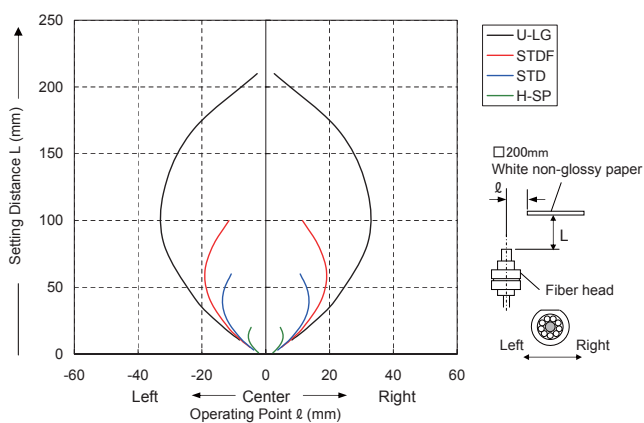 Setting Distance L (mm)
250
200
150
100
50
0
-60
-40
-20
0
20
40
60
Left
Center
Right
Operating Point ℓ (mm)
U-LG
STDF
STD
H-SP
□200mm
White non-glossy paper
ℓ
L
Fiber head
Left
Right